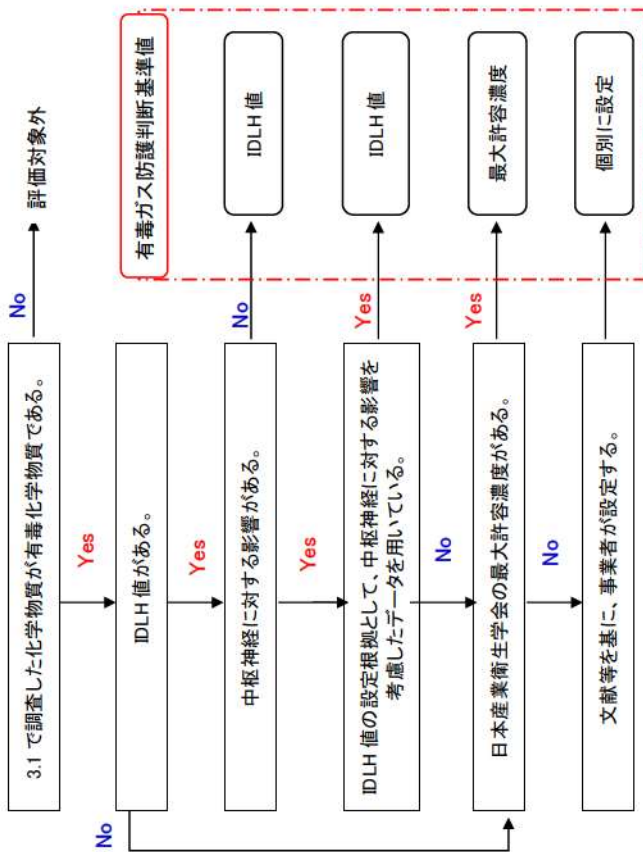 3.1 で調査した化学物質が有毒化学物質である。
No
評価対象外
Yes
有毒ガス防護判断基準値
IDLH 値がある。
No
Yes
中枢神経に対する影響がある。
No
IDLH 値
Yes
IDLH 値の設定根拠として、中枢神経に対する影響を
考慮したデータを用いている。
Yes
IDLH 値
No
日本産業衛生学会の最大許容濃度がある。
Yes
最大許容濃度
No
文献等を基に、事業者が設定する。
個別に設定